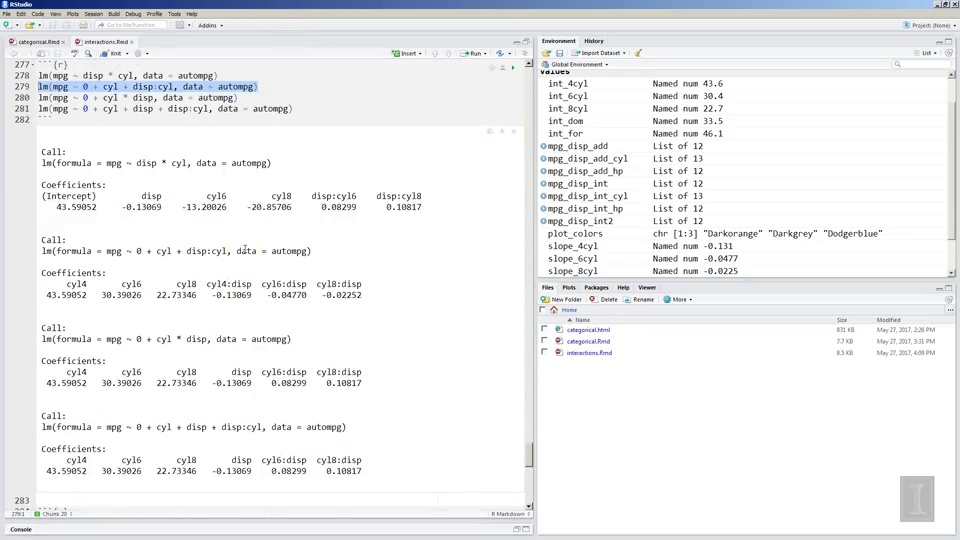 RStudio
File Edit Code View Plots Session Build Debug Profile Tools Help
Go to file/function
Addins
Project: (None)
categorical.Rmd
interactions.Rmd
ABC
Knit
Insert
Run
277 ```{r}
278 lm(mpg ~ disp * cyl, data = autompg)
279 lm(mpg ~ 0 + cyl + disp:cyl, data = autompg)
280 lm(mpg ~ 0 + cyl * disp, data = autompg)
281 lm(mpg ~ 0 + cyl + disp + disp:cyl, data = autompg)
282 ```
Call:
lm(formula = mpg ~ disp * cyl, data = autompg)
Coefficients:
(Intercept) disp cyl6 cyl8 disp:cyl6 disp:cyl8
43.59052 -0.13069 -13.20026 -20.85706 0.08299 0.10817
Call:
lm(formula = mpg ~ 0 + cyl + disp:cyl, data = autompg)
Coefficients:
cyl4 cyl6 cyl8 cyl4:disp cyl6:disp cyl8:disp
43.59052 30.39026 22.73346 -0.13069 -0.04770 -0.02252
Call:
lm(formula = mpg ~ 0 + cyl * disp, data = autompg)
Coefficients:
cyl4 cyl6 cyl8 disp cyl6:disp cyl8:disp
43.59052 30.39026 22.73346 -0.13069 0.08299 0.10817
Call:
lm(formula = mpg ~ 0 + cyl + disp + disp:cyl, data = autompg)
Coefficients:
cyl4 cyl6 cyl8 disp cyl6:disp cyl8:disp
43.59052 30.39026 22.73346 -0.13069 0.08299 0.10817
283
279:1 Chunk 20 R Markdown
Console
Environment History
Import Dataset List
Global Environment
Values
int_4cyl Named num 43.6
int_6cyl Named num 30.4
int_8cyl Named num 22.7
int_dom Named num 33.5
int_for Named num 46.1
mpg_disp_add List of 12
mpg_disp_add_cyl List of 13
mpg_disp_add_hp List of 12
mpg_disp_int List of 12
mpg_disp_int_cyl List of 13
mpg_disp_int_hp List of 12
mpg_disp_int2 List of 12
plot_colors chr [1:3] "Darkorange" "Darkgrey" "Dodgerblue"
slope_4cyl Named num -0.131
slope_6cyl Named num -0.0477
slope_8cyl Named num -0.0225
Files Plots Packages Help Viewer
New Folder Delete Rename More
Home
Name Size Modified
categorical.html 831 KB May 27, 2017, 2:26 PM
categorical.Rmd 7.7 KB May 27, 2017, 3:31 PM
interactions.Rmd 8.5 KB May 27, 2017, 4:09 PM
I